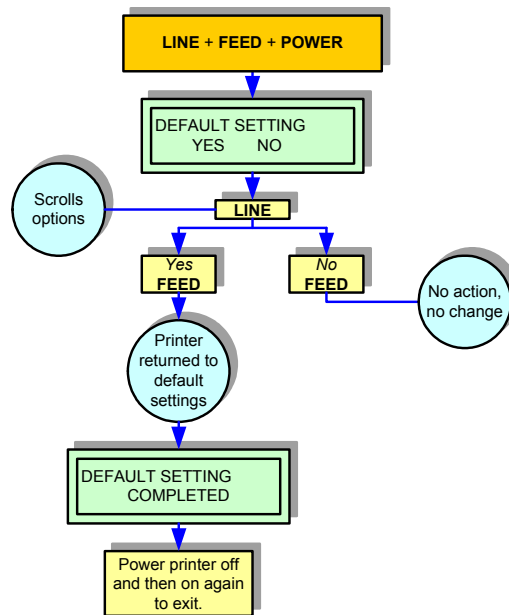 LINE + FEED + POWER
DEFAULT SETTING
YES NO
Scrolls
options
LINE
Yes
FEED
No
FEED
No action,
no change
Printer
returned to
default
settings
DEFAULT SETTING
COMPLETED
Power printer off
and then on again
to exit.